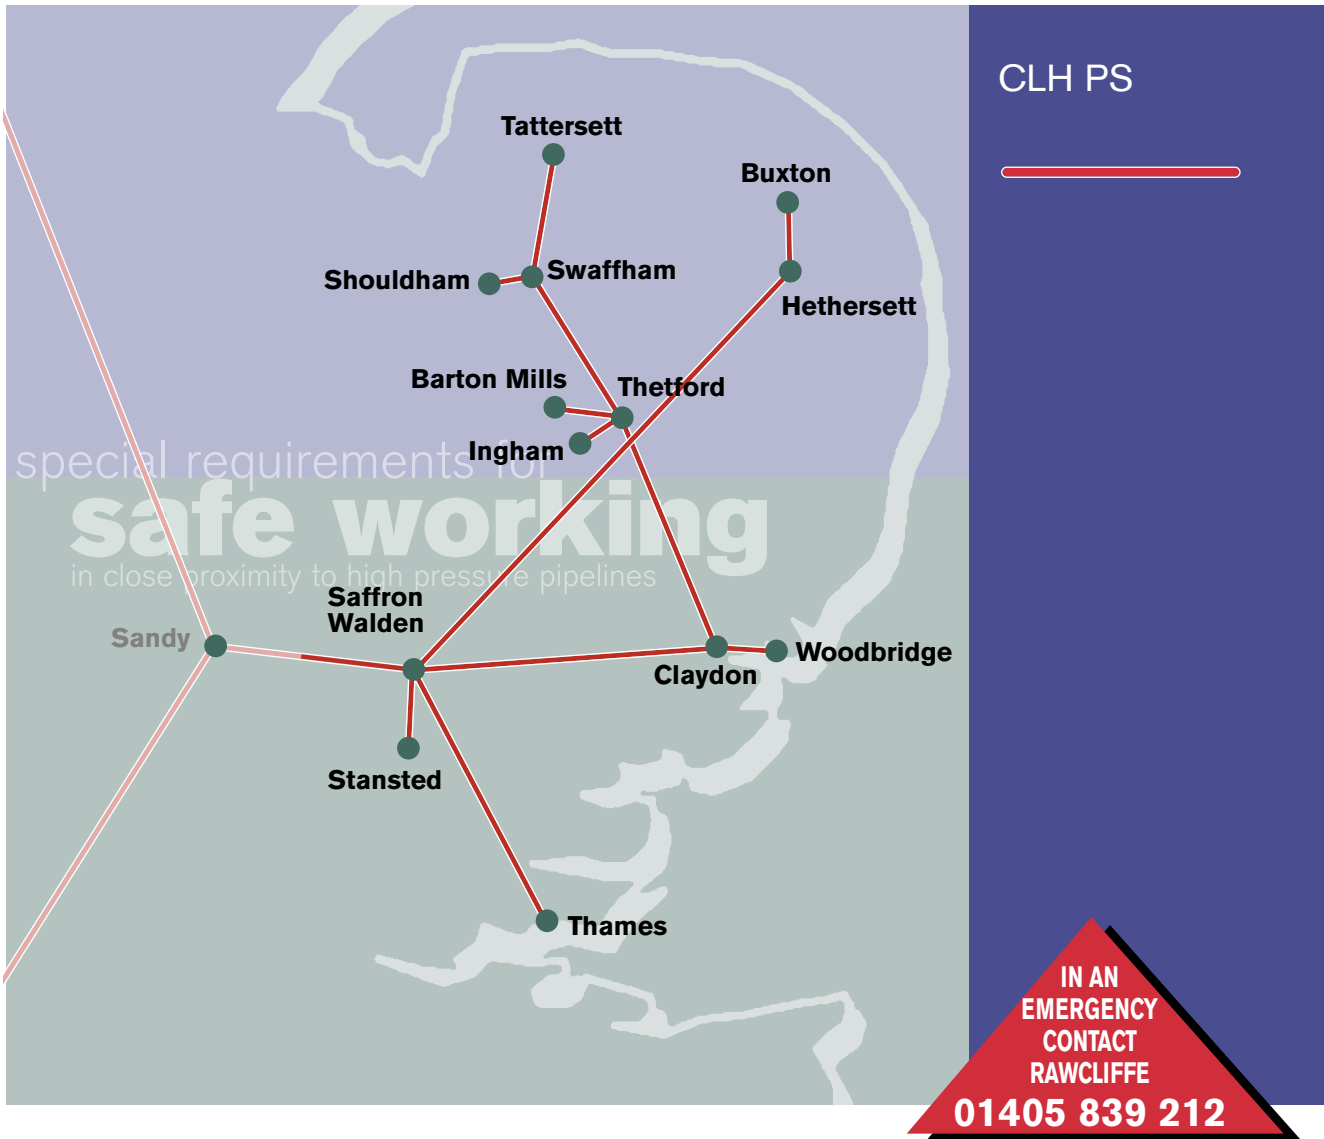 CLH PS
Tattersett
Buxton
Shouldham
Swaffham
Hethersett
Barton Mills
Thetford
Ingham
special requirements for
safe working
in close proximity to high pressure pipelines
Saffron
Walden
Sandy
Woodbridge
Claydon
Stansted
Thames
IN AN
EMERGENCY
CONTACT
RAWCLIFFE
01405 839 212